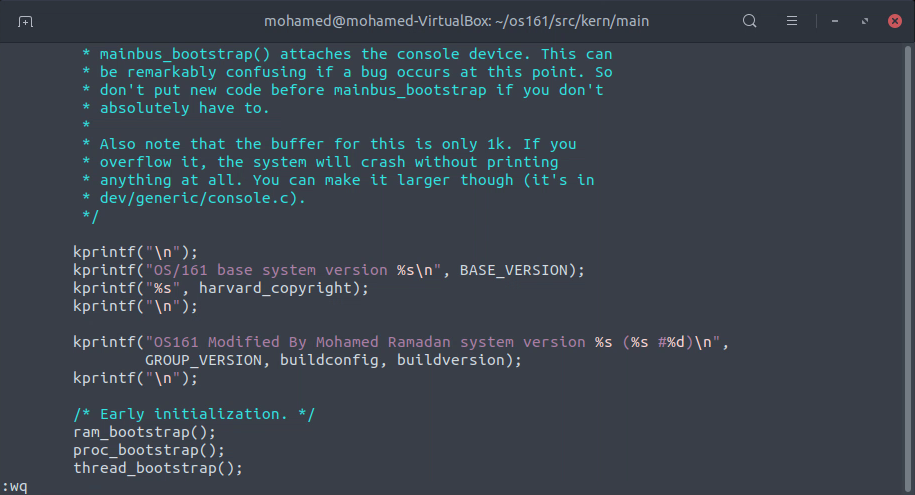 mohamed@mohamed-VirtualBox: ~/os161/src/kern/main
* mainbus_bootstrap() attaches the console device. This can
* be remarkably confusing if a bug occurs at this point. So
* don't put new code before mainbus_bootstrap if you don't
* absolutely have to.
*
* Also note that the buffer for this is only 1k. If you
* overflow it, the system will crash without printing
* anything at all. You can make it larger though (it's in
* dev/generic/console.c).
*/
kprintf("\n");
kprintf("OS/161 base system version %s\n", BASE_VERSION);
kprintf("%s", harvard_copyright);
kprintf("\n");
kprintf("OS161 Modified By Mohamed Ramadan system version %s (%s #%d)\n",
GROUP_VERSION, buildconfig, buildversion);
kprintf("\n");
/* Early initialization. */
ram_bootstrap();
proc_bootstrap();
thread_bootstrap();
:wq